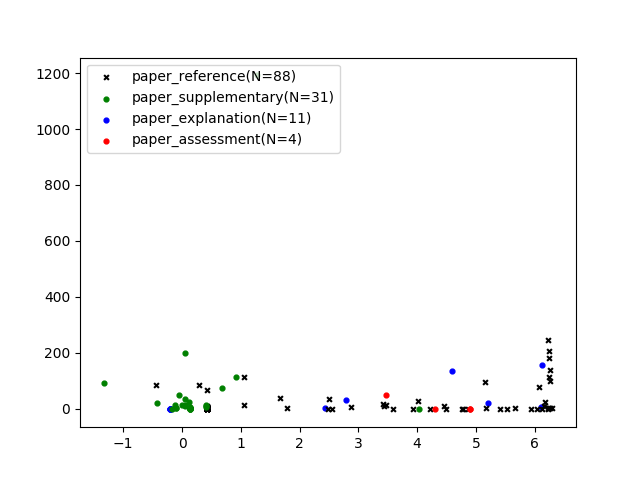 1200
1000
800
600
400
200
0
paper_reference(N=88)
paper_supplementary(N=31)
paper_explanation(N=11)
paper_assessment(N=4)
−1 0 1 2 3 4 5 6